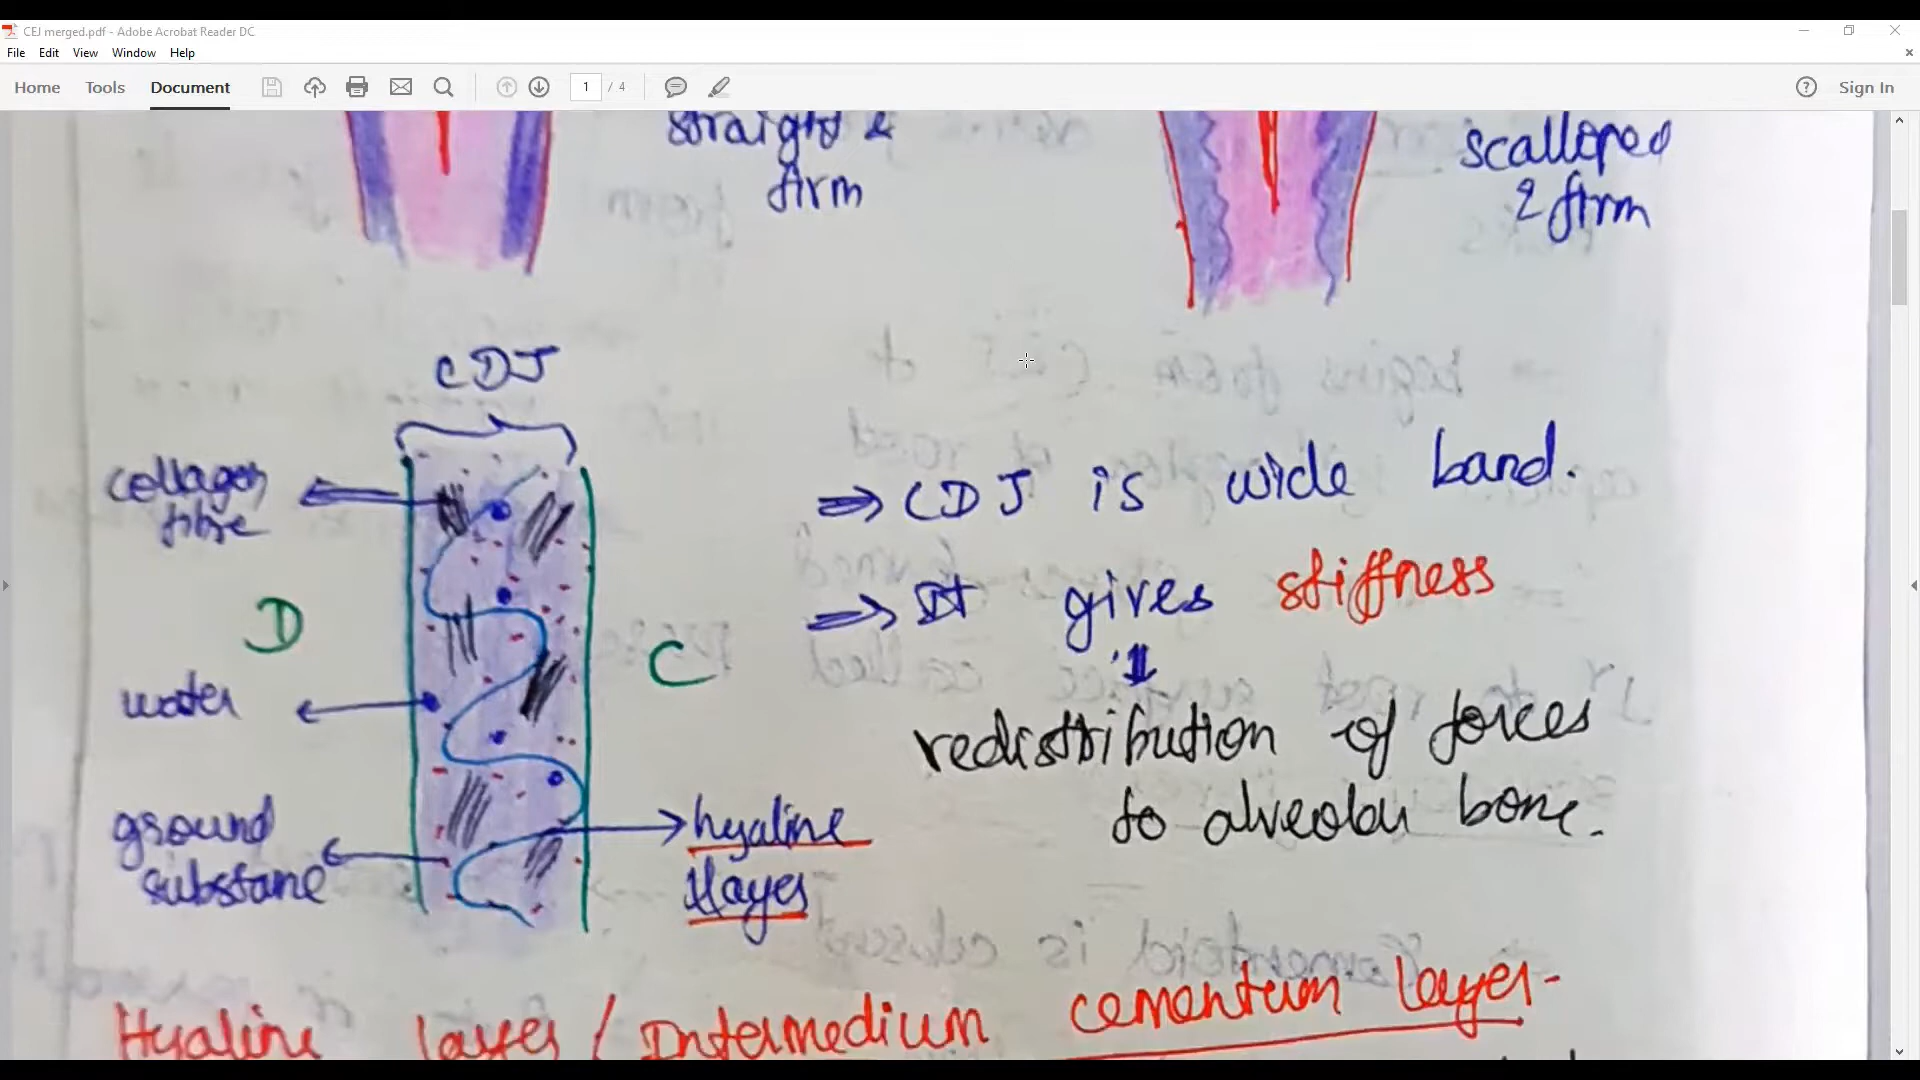 CEJ merged.pdf - Adobe Acrobat Reader DC
File Edit View Window Help
Home Tools Document 1 / 4 Sign In
straight &
firm
scalloped
& firm
CDJ
collagen
fibre
D
water
ground
substane
C
hyaline
layer
⇒ CDJ is wide band.
⇒ It gives stiffness
↓
redistribution of forces
to alveolar bone.
Hyaline layer / Intermedium cementum layer-